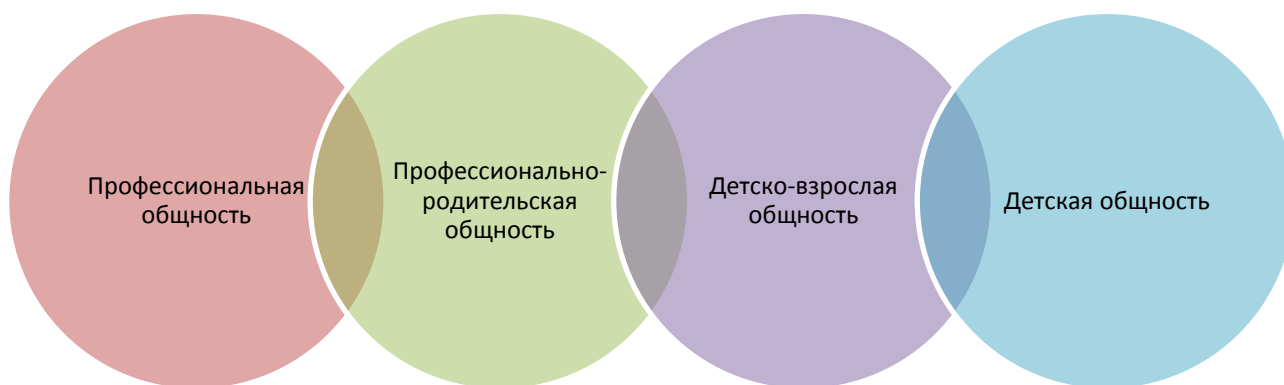 Профессиональная
общность
Профессионально-
родительская
общность
Детско-взрослая
общность
Детская общность